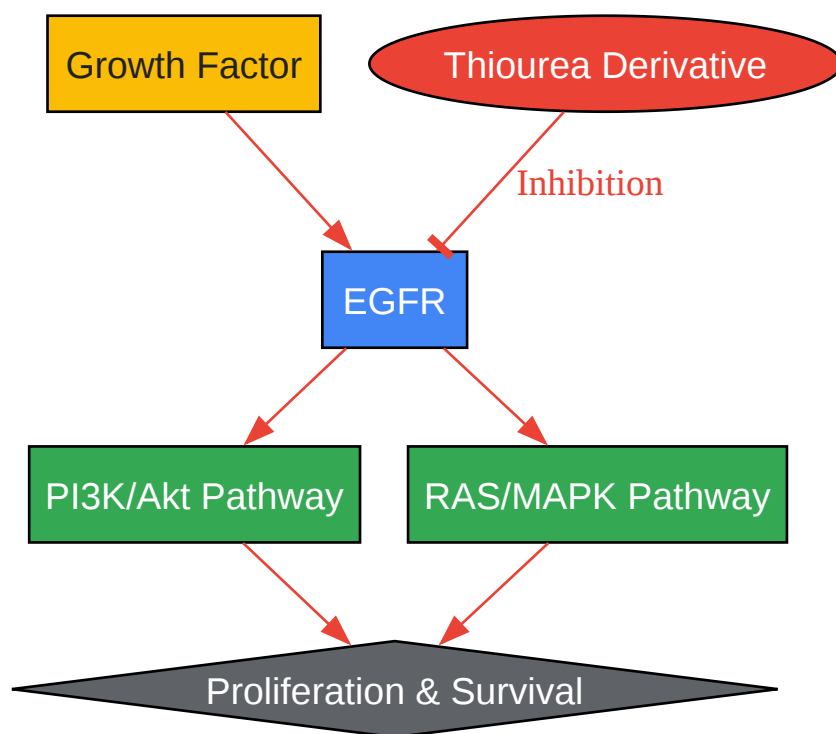 Growth Factor
Thiourea Derivative
Inhibition
EGFR
PI3K/Akt Pathway
RAS/MAPK Pathway
Proliferation & Survival